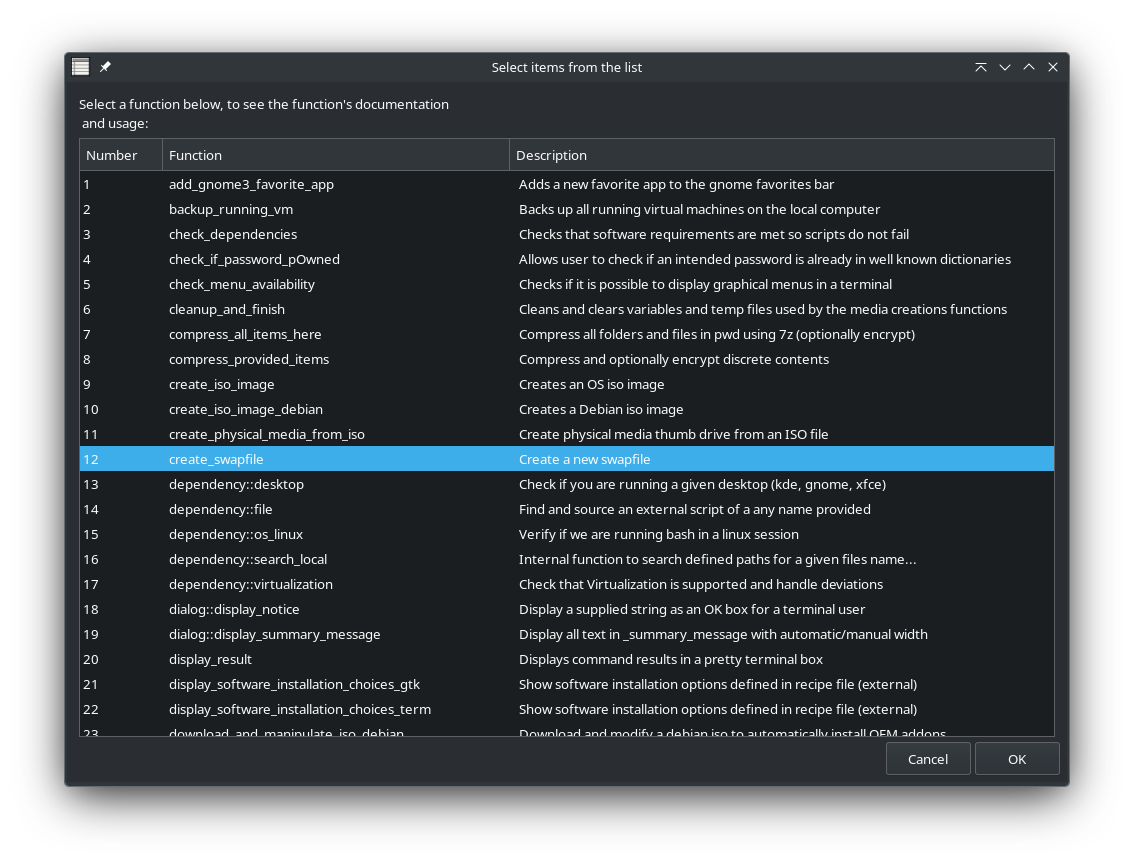 Select items from the list
Select a function below, to see the function's documentation
and usage:
Number Function Description
1 add_gnome3_favorite_app Adds a new favorite app to the gnome favorites bar
2 backup_running_vm Backs up all running virtual machines on the local computer
3 check_dependencies Checks that software requirements are met so scripts do not fail
4 check_if_password_pOwned Allows user to check if an intended password is already in well known dictionaries
5 check_menu_availability Checks if it is possible to display graphical menus in a terminal
6 cleanup_and_finish Cleans and clears variables and temp files used by the media creations functions
7 compress_all_items_here Compress all folders and files in pwd using 7z (optionally encrypt)
8 compress_provided_items Compress and optionally encrypt discrete contents
9 create_iso_image Creates an OS iso image
10 create_iso_image_debian Creates a Debian iso image
11 create_physical_media_from_iso Create physical media thumb drive from an ISO file
12 create_swapfile Create a new swapfile
13 dependency::desktop Check if you are running a given desktop (kde, gnome, xfce)
14 dependency::file Find and source an external script of a any name provided
15 dependency::os_linux Verify if we are running bash in a linux session
16 dependency::search_local Internal function to search defined paths for a given files name...
17 dependency::virtualization Check that Virtualization is supported and handle deviations
18 dialog::display_notice Display a supplied string as an OK box for a terminal user
19 dialog::display_summary_message Display all text in _summary_message with automatic/manual width
20 display_result Displays command results in a pretty terminal box
21 display_software_installation_choices_gtk Show software installation options defined in recipe file (external)
22 display_software_installation_choices_term Show software installation options defined in recipe file (external)
23 download_and_manipulate_iso_debian Download and modify a debian iso to automatically install OEM addons
Cancel OK